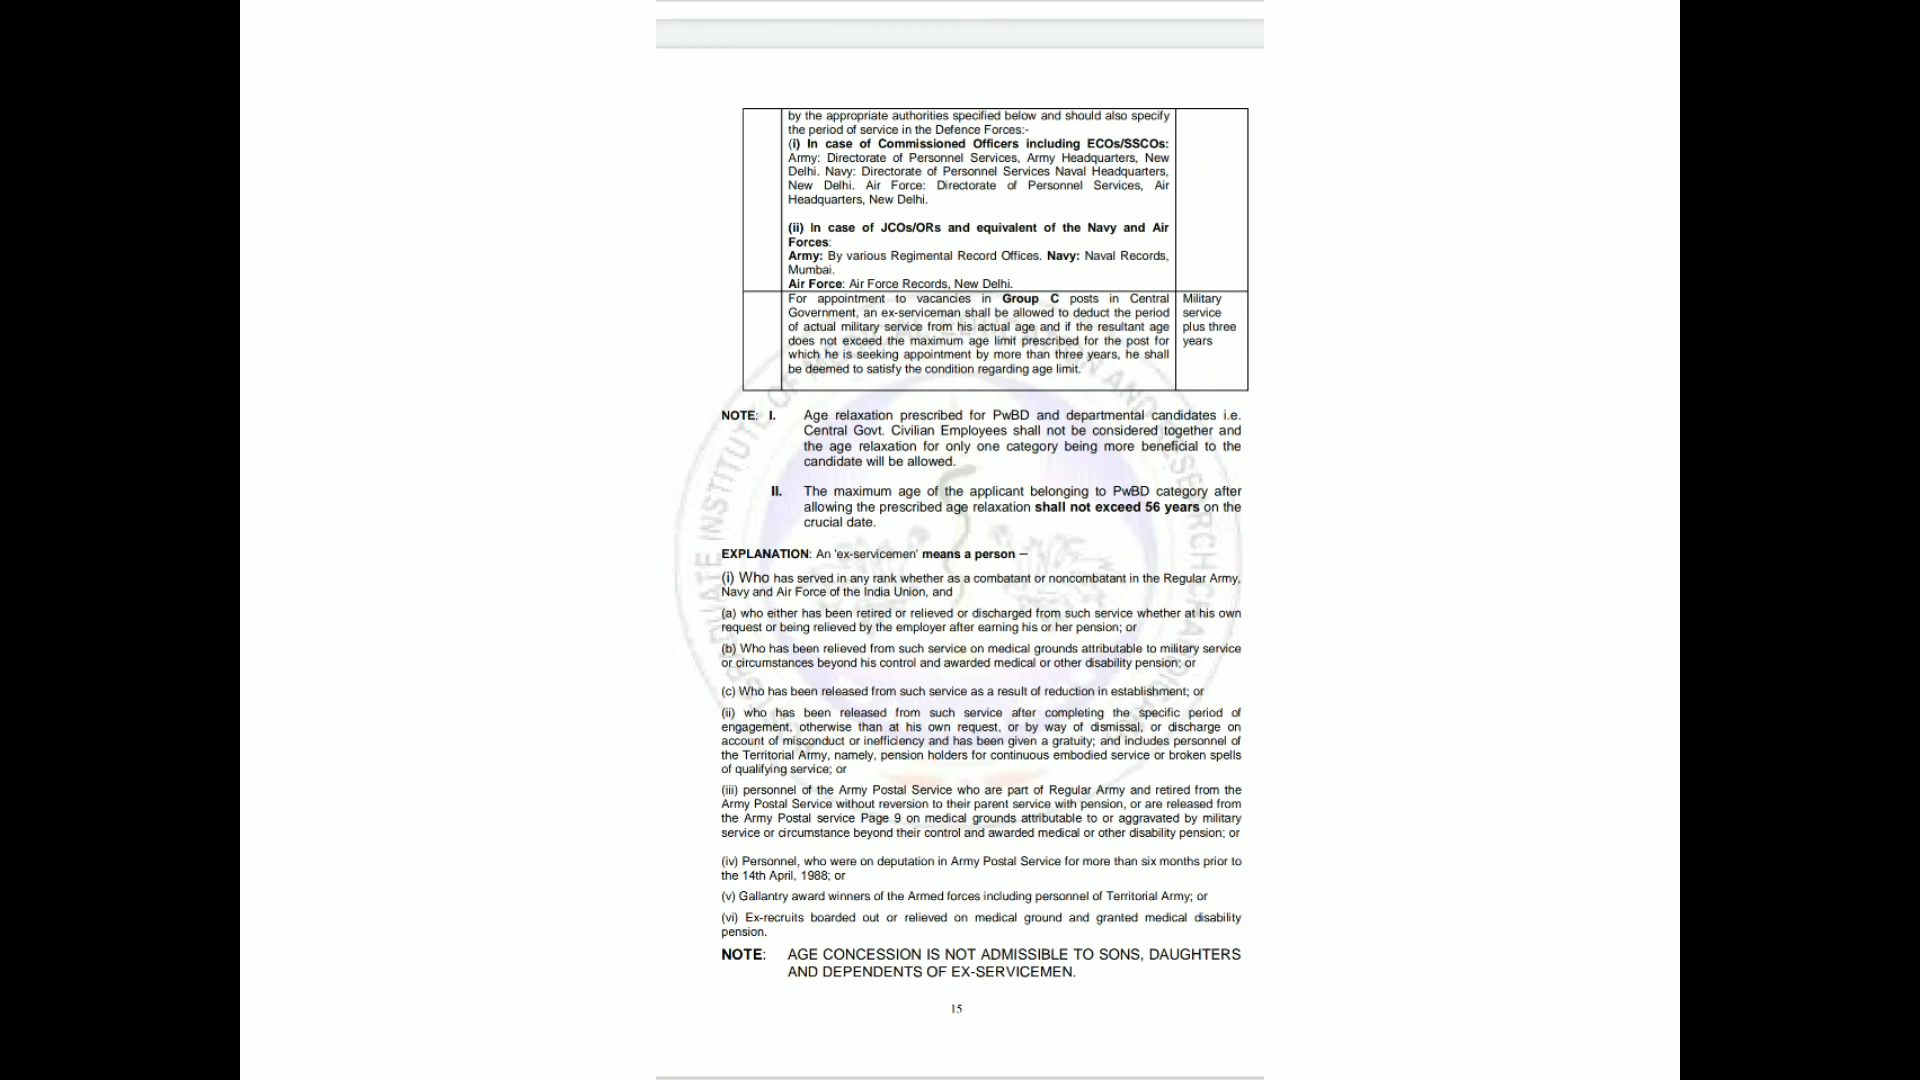 by the appropriate authorities specified below and should also specify
the period of service in the Defence Forces:-
(i) In case of Commissioned Officers including ECOs/SSCOs:
Army: Directorate of Personnel Services, Army Headquarters, New
Delhi. Navy: Directorate of Personnel Services Naval Headquarters,
New Delhi. Air Force: Directorate of Personnel Services, Air
Headquarters, New Delhi.
(ii) In case of JCOs/ORs and equivalent of the Navy and Air
Forces:
Army: By various Regimental Record Offices. Navy: Naval Records,
Mumbai.
Air Force: Air Force Records, New Delhi.
For appointment to vacancies in Group C posts in Central
Government, an ex-serviceman shall be allowed to deduct the period
of actual military service from his actual age and if the resultant age
does not exceed the maximum age limit prescribed for the post for
which he is seeking appointment by more than three years, he shall
be deemed to satisfy the condition regarding age limit.
Military
service
plus three
years
NOTE: I. Age relaxation prescribed for PwBD and departmental candidates i.e.
Central Govt. Civilian Employees shall not be considered together and
the age relaxation for only one category being more beneficial to the
candidate will be allowed.
II. The maximum age of the applicant belonging to PwBD category after
allowing the prescribed age relaxation shall not exceed 56 years on the
crucial date.
EXPLANATION: An 'ex-servicemen' means a person –
(i) Who has served in any rank whether as a combatant or noncombatant in the Regular Army,
Navy and Air Force of the India Union, and
(a) who either has been retired or relieved or discharged from such service whether at his own
request or being relieved by the employer after earning his or her pension; or
(b) Who has been relieved from such service on medical grounds attributable to military service
or circumstances beyond his control and awarded medical or other disability pension; or
(c) Who has been released from such service as a result of reduction in establishment; or
(ii) who has been released from such service after completing the specific period of
engagement, otherwise than at his own request, or by way of dismissal, or discharge on
account of misconduct or inefficiency and has been given a gratuity; and includes personnel of
the Territorial Army, namely, pension holders for continuous embodied service or broken spells
of qualifying service; or
(iii) personnel of the Army Postal Service who are part of Regular Army and retired from the
Army Postal Service without reversion to their parent service with pension, or are released from
the Army Postal service Page 9 on medical grounds attributable to or aggravated by military
service or circumstance beyond their control and awarded medical or other disability pension; or
(iv) Personnel, who were on deputation in Army Postal Service for more than six months prior to
the 14th April, 1988; or
(v) Gallantry award winners of the Armed forces including personnel of Territorial Army; or
(vi) Ex-recruits boarded out or relieved on medical ground and granted medical disability
pension.
NOTE: AGE CONCESSION IS NOT ADMISSIBLE TO SONS, DAUGHTERS
AND DEPENDENTS OF EX-SERVICEMEN.
15